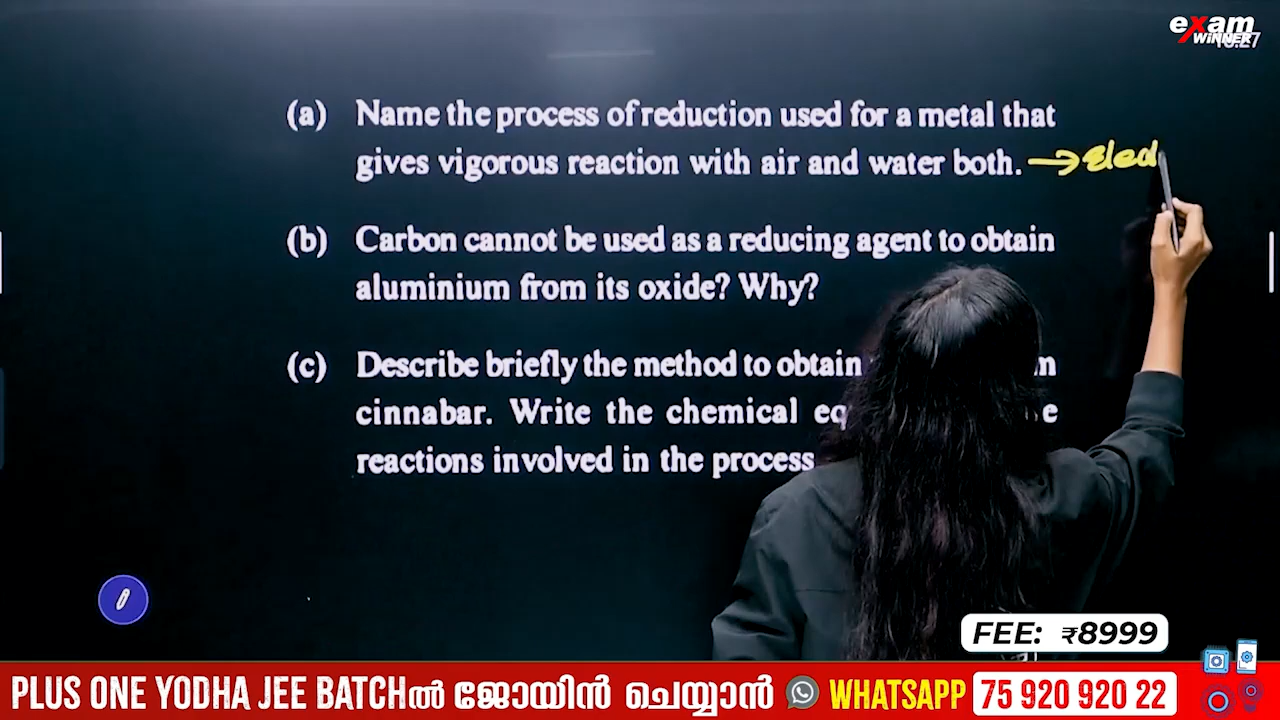 exam
WiNNER
(a) Name the process of reduction used for a metal that
gives vigorous reaction with air and water both. → Elect
(b) Carbon cannot be used as a reducing agent to obtain
aluminium from its oxide? Why?
(c) Describe briefly the method to obtain
cinnabar. Write the chemical
reactions involved in the process
FEE: ₹8999
PLUS ONE YODHA JEE BATCHൽ ജോയിൻ ചെയ്യാൻ WHATSAPP 75 920 920 22